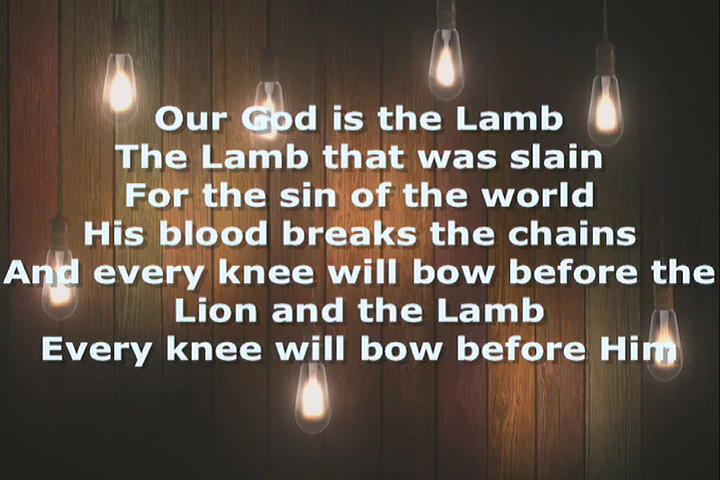 Our God is the Lamb
The Lamb that was slain
For the sin of the world
His blood breaks the chains
And every knee will bow before the
Lion and the Lamb
Every knee will bow before Him